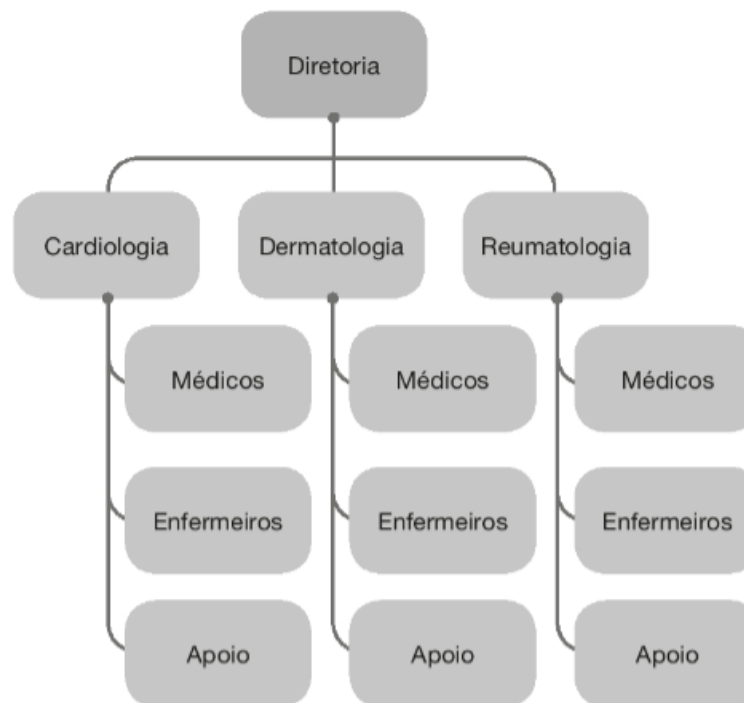 Diretoria
Cardiologia
Dermatologia
Reumatologia
Médicos
Médicos
Médicos
Enfermeiros
Enfermeiros
Enfermeiros
Apoio
Apoio
Apoio